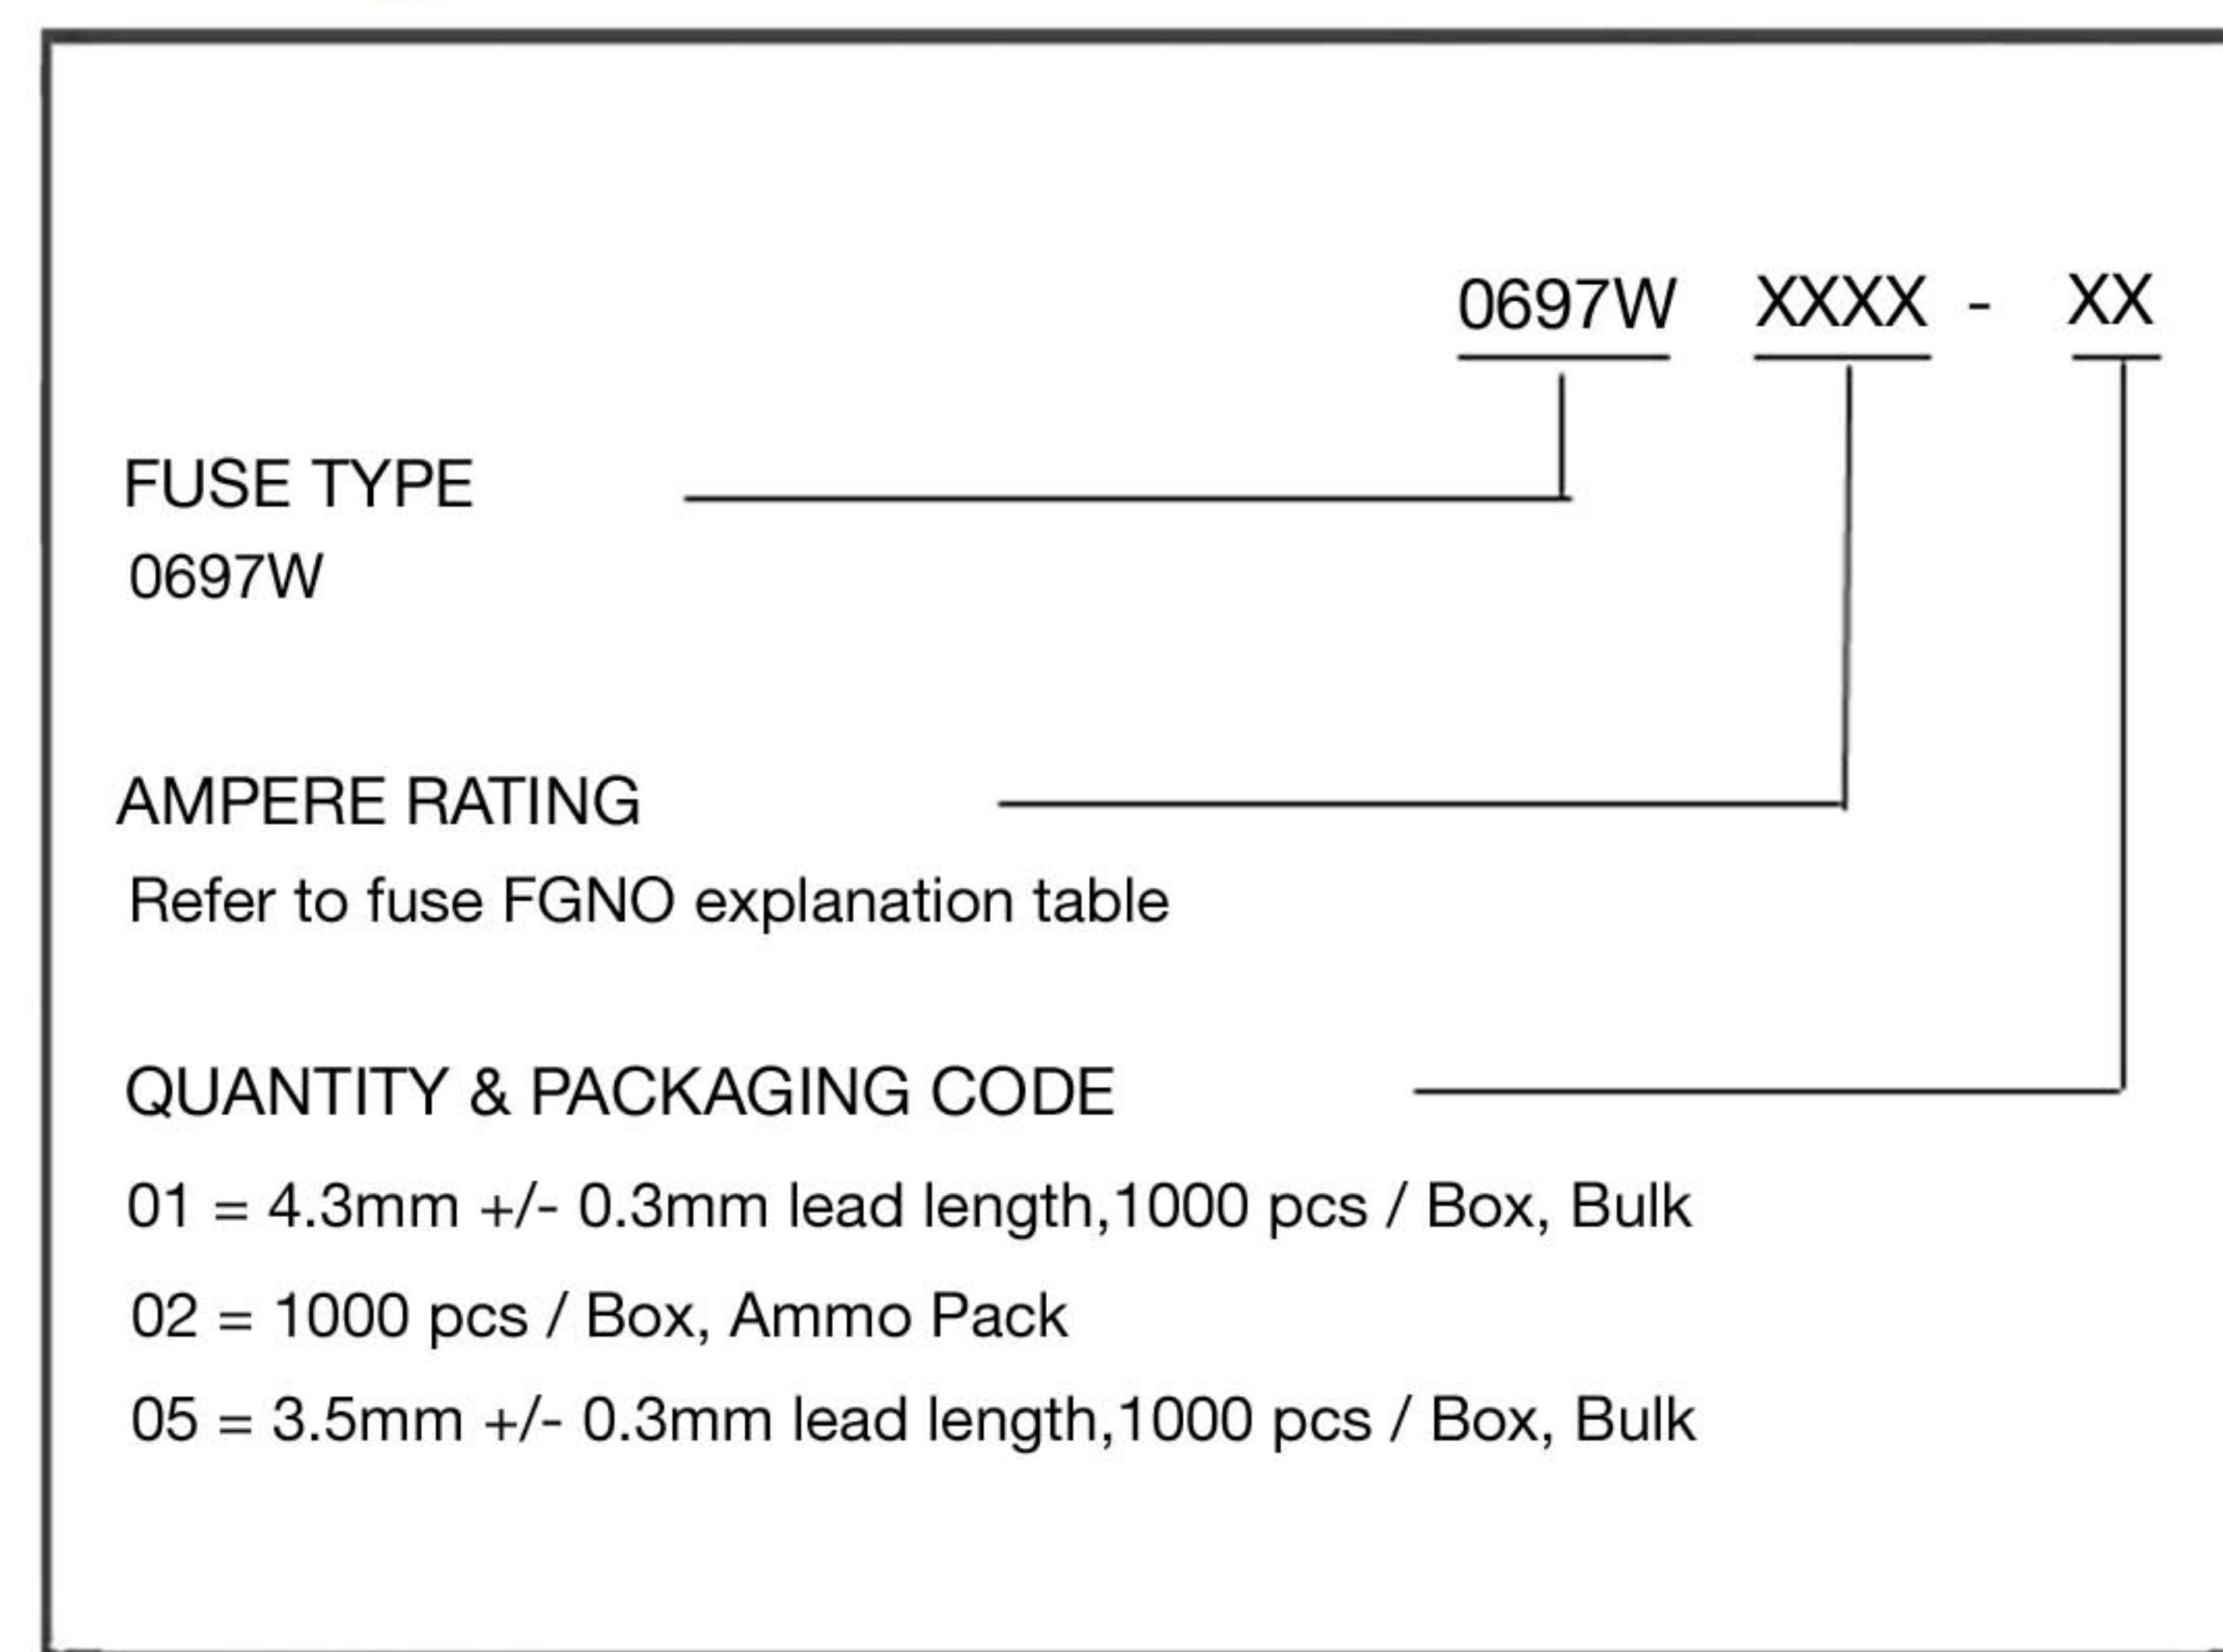 0697W XXXX - XX
FUSE TYPE
0697W
AMPERE RATING
Refer to fuse FGNO explanation table
QUANTITY & PACKAGING CODE
01 = 4.3mm +/- 0.3mm lead length,1000 pcs / Box, Bulk
02 = 1000 pcs / Box, Ammo Pack
05 = 3.5mm +/- 0.3mm lead length,1000 pcs / Box, Bulk